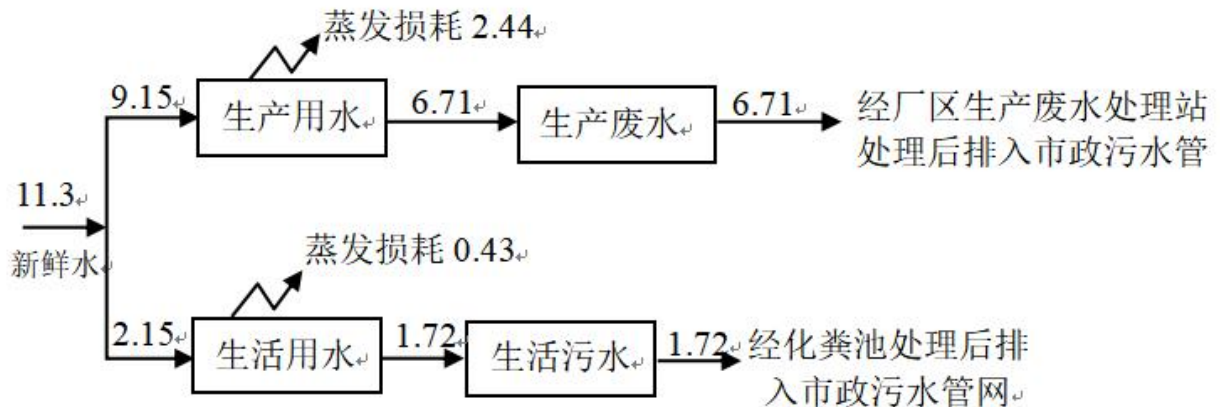 蒸发损耗 2.44
9.15
生产用水
6.71
生产废水
6.71
经厂区生产废水处理站
处理后排入市政污水管
11.3
新鲜水
蒸发损耗 0.43
2.15
生活用水
1.72
生活污水
1.72
经化粪池处理后排
入市政污水管网